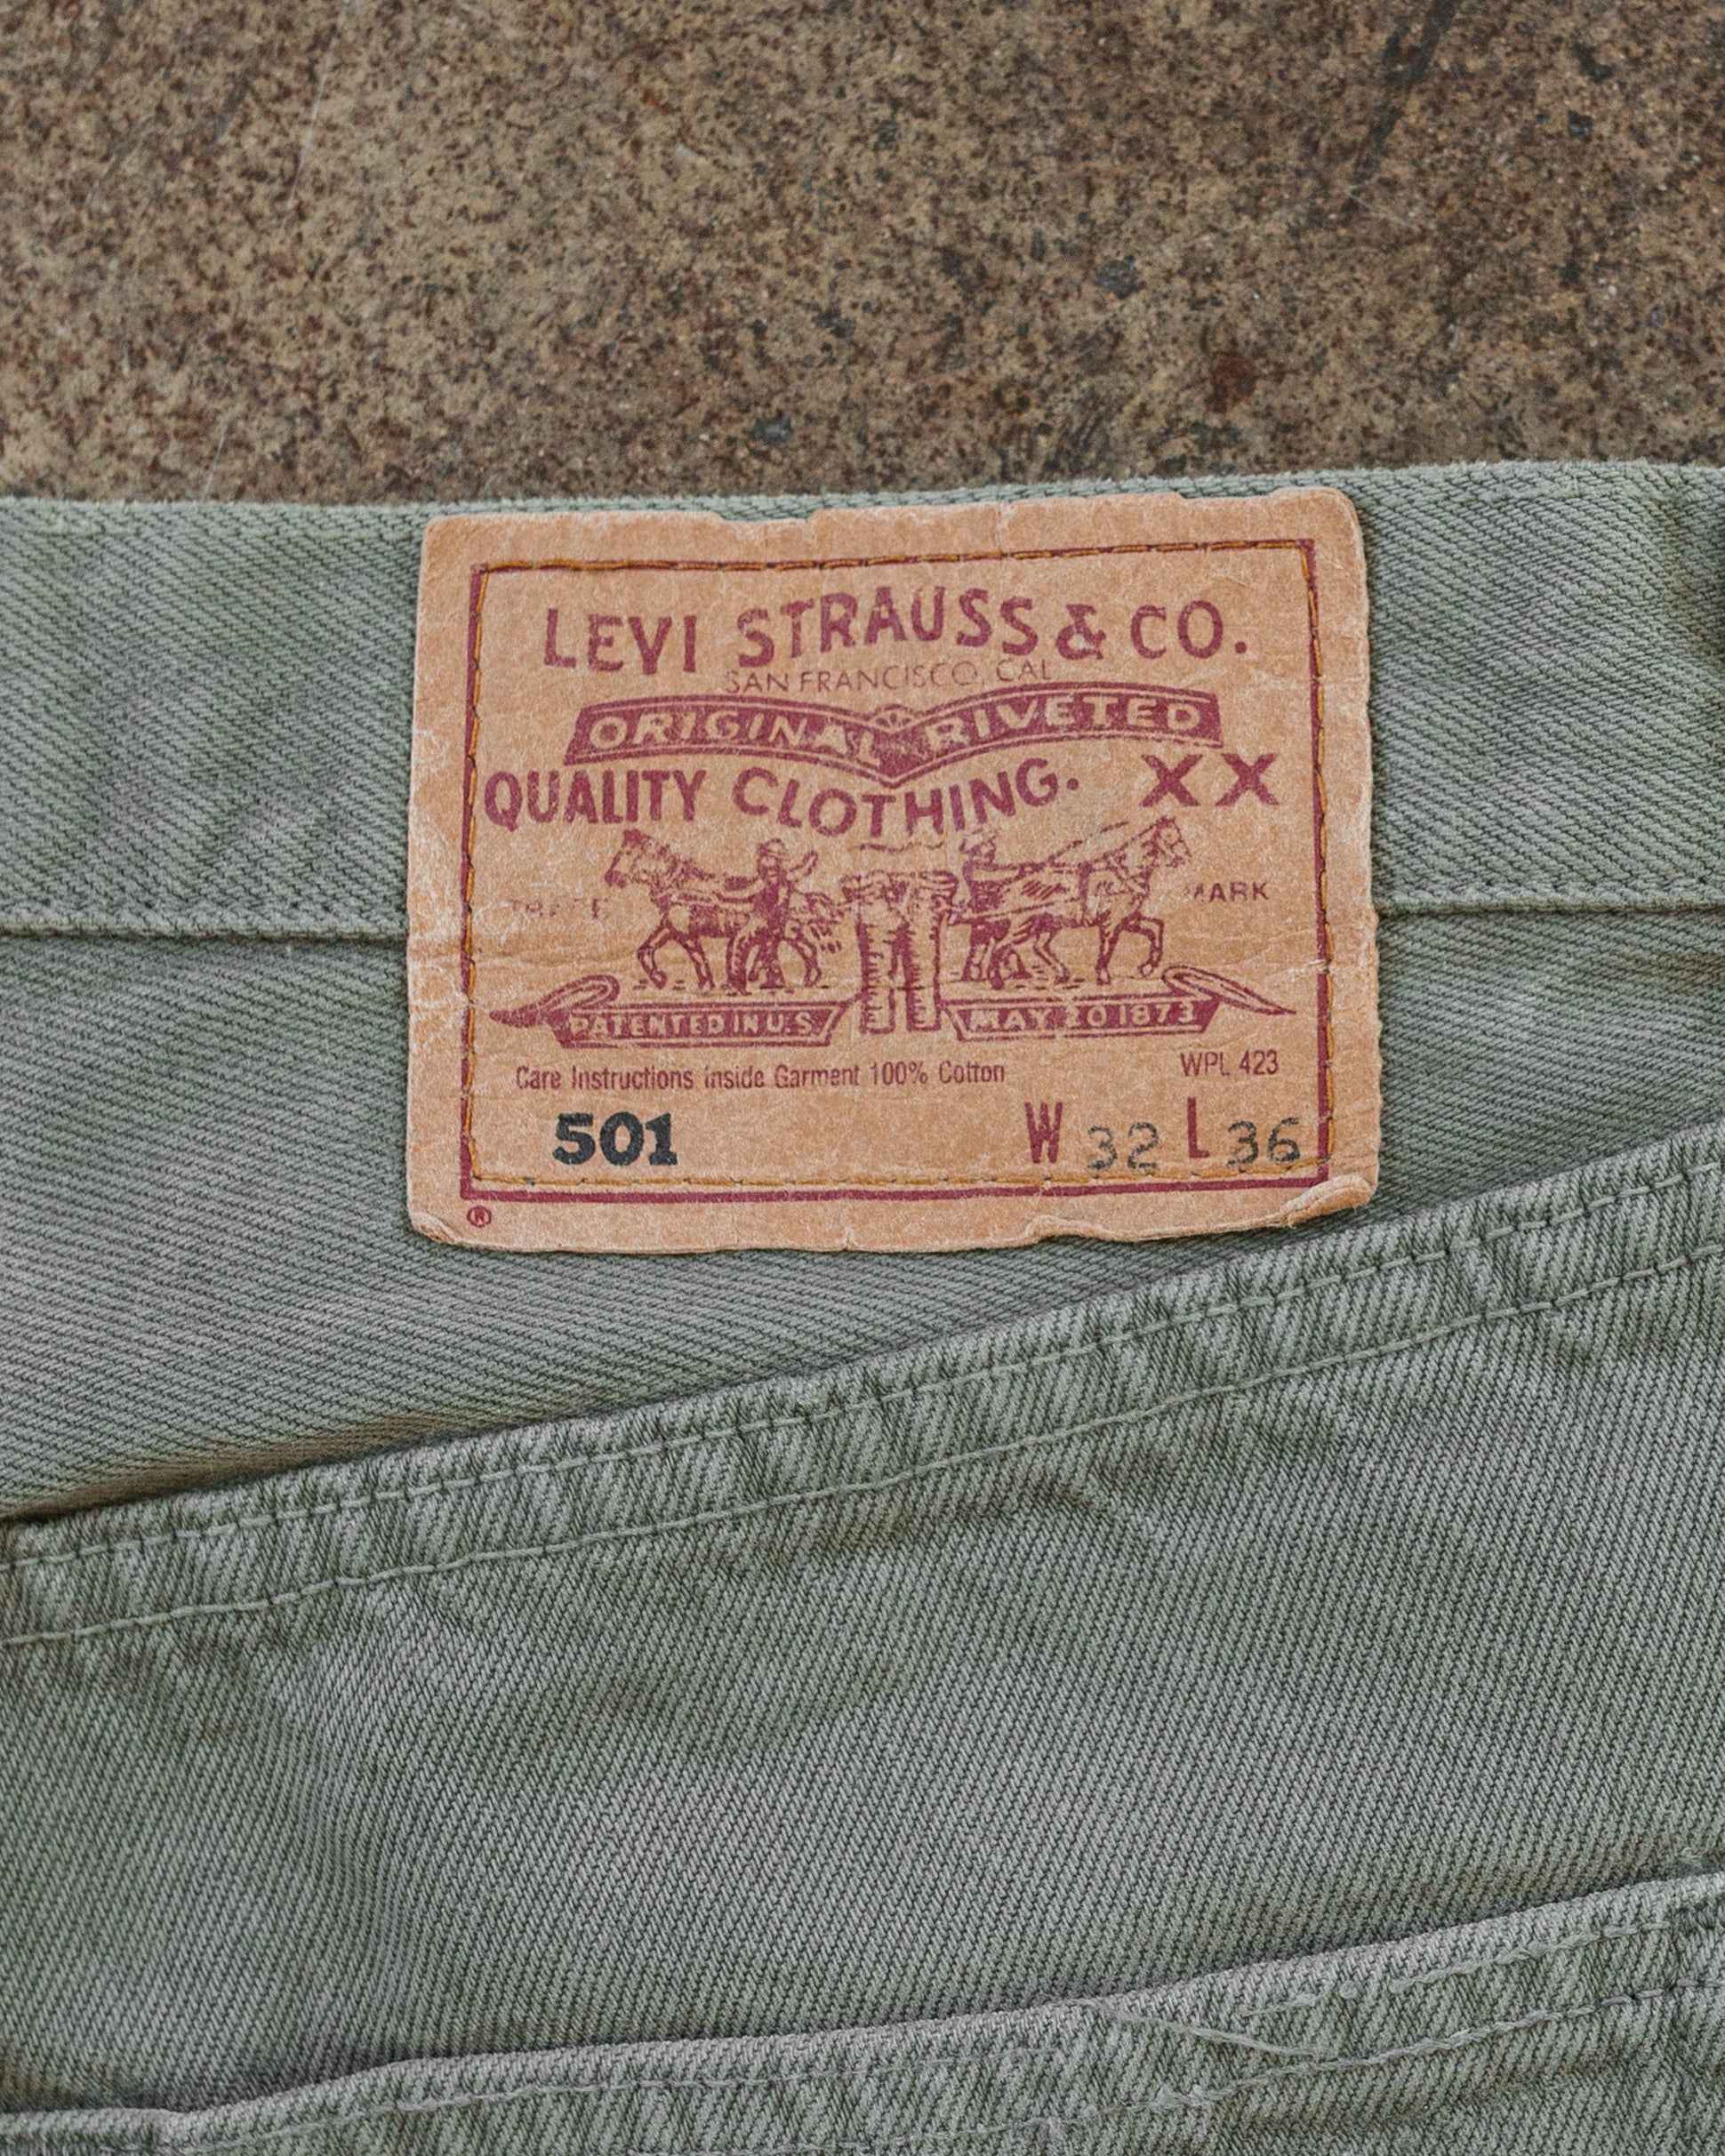 LEVI STRAUSS & CO.
SAN FRANCISCO, CAL
ORIGINAL RIVETED
QUALITY CLOTHING. XX
TRADE MARK
PATENTED IN U.S. MAY 20 1873
Care Instructions Inside Garment 100% Cotton WPL 423
501 W 32 L 36
®